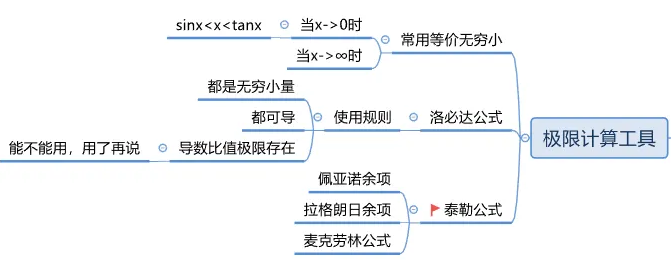 极限计算工具
常用等价无穷小
当x->0时
sinx<x<tanx
当x->∞时
洛必达公式
使用规则
都是无穷小量
都可导
导数比值极限存在
能不能用，用了再说
泰勒公式
佩亚诺余项
拉格朗日余项
麦克劳林公式